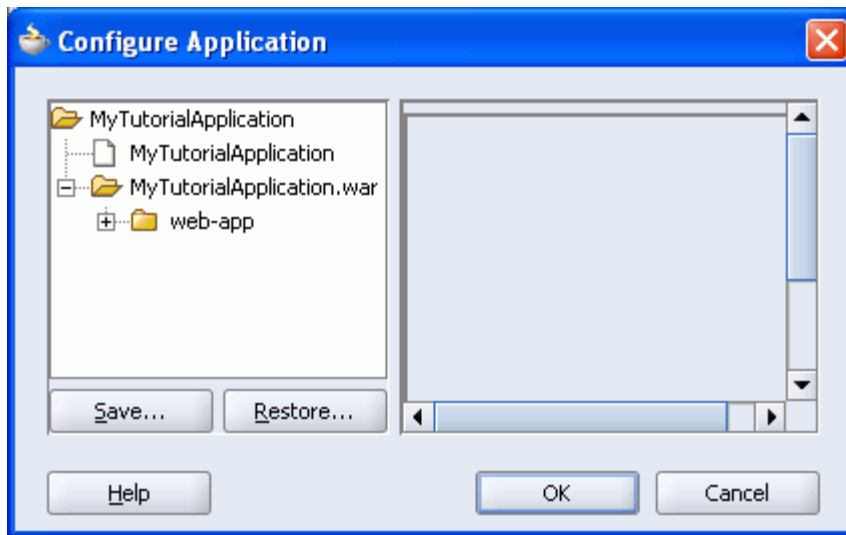 Configure Application
MyTutorialApplication
MyTutorialApplication
MyTutorialApplication.war
web-app
Save... Restore...
Help OK Cancel